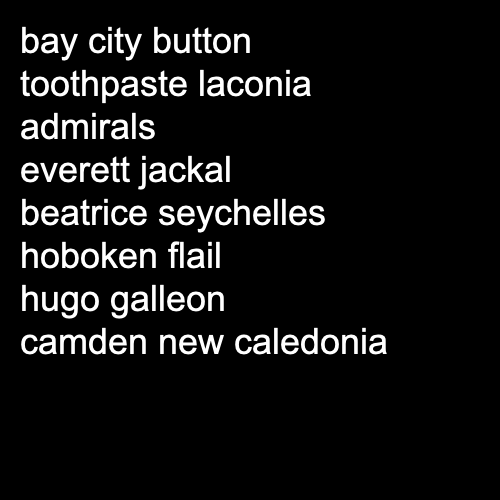 bay city button
toothpaste laconia
admirals
everett jackal
beatrice seychelles
hoboken flail
hugo galleon
camden new caledonia